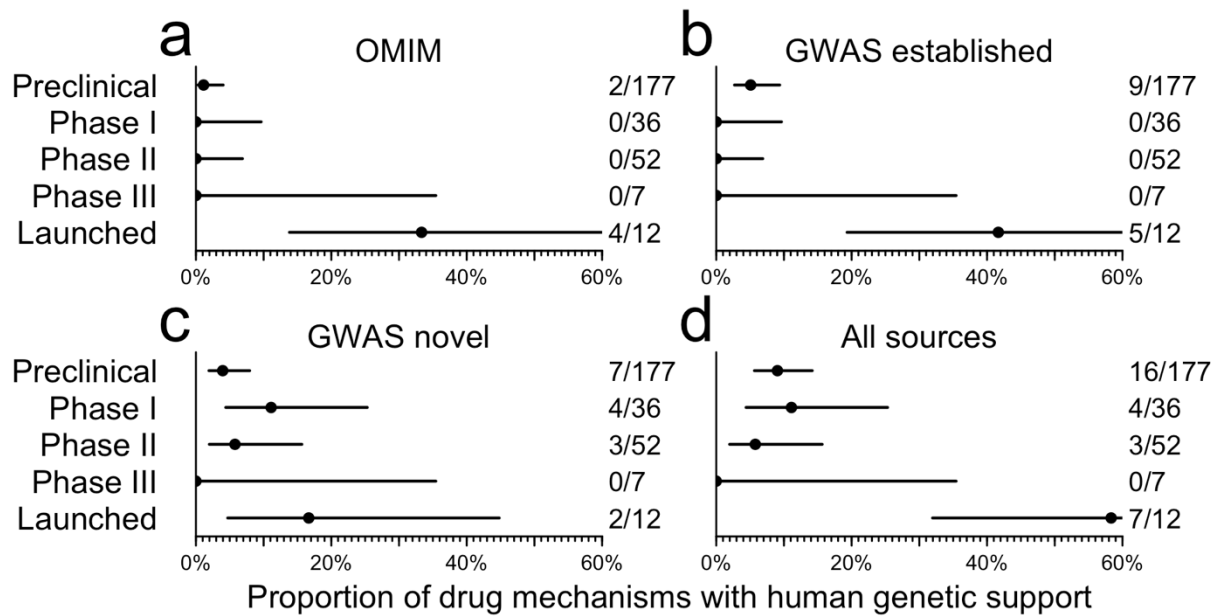 a
OMIM
Preclinical 2/177
Phase I 0/36
Phase II 0/52
Phase III 0/7
Launched 4/12
0% 20% 40% 60%
b
GWAS established
9/177
0/36
0/52
0/7
5/12
0% 20% 40% 60%
c
GWAS novel
Preclinical 7/177
Phase I 4/36
Phase II 3/52
Phase III 0/7
Launched 2/12
0% 20% 40% 60%
d
All sources
16/177
4/36
3/52
0/7
7/12
0% 20% 40% 60%
Proportion of drug mechanisms with human genetic support